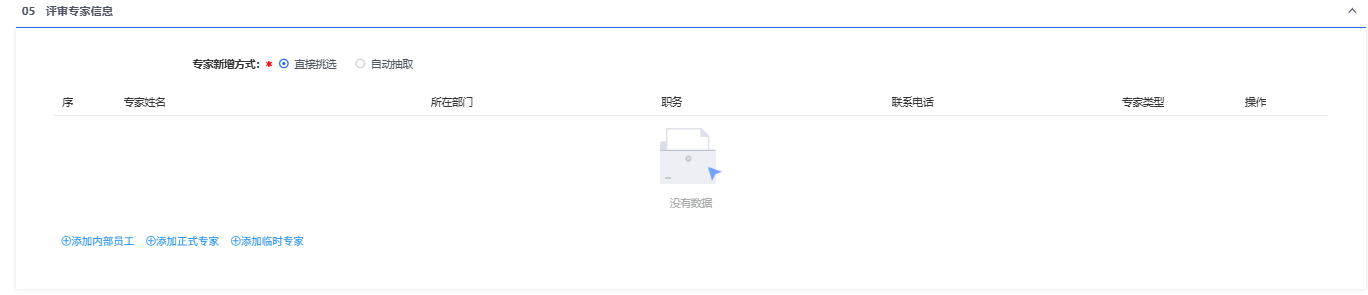 05 评审专家信息
专家新增方式：* 直接挑选 自动抽取
序 专家姓名 所在部门 职务 联系电话 专家类型 操作
没有数据
添加内部员工 添加正式专家 添加临时专家